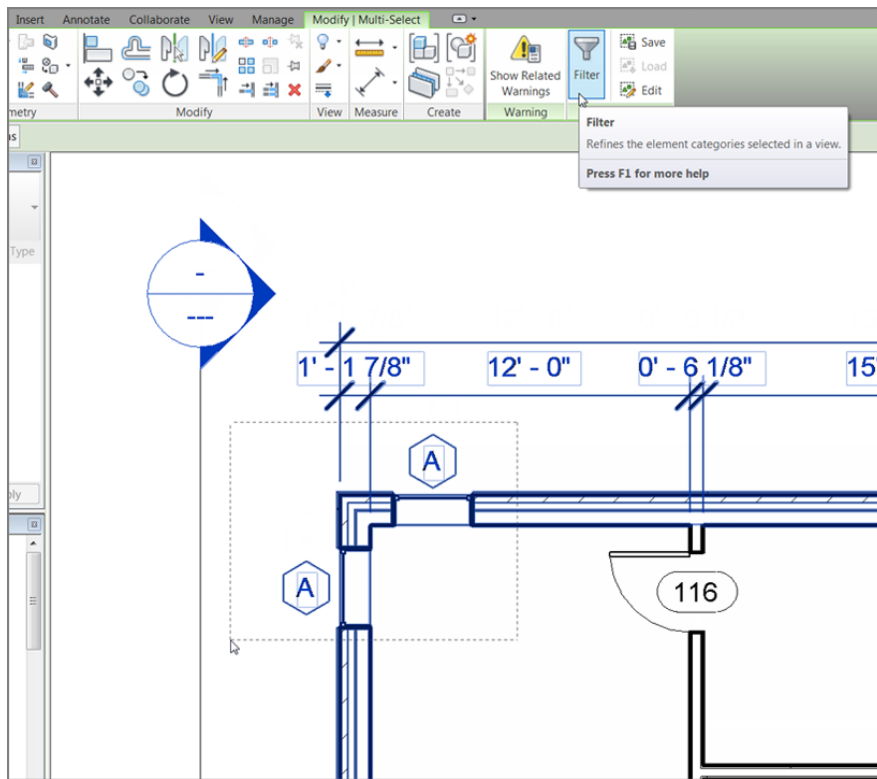 Insert Annotate Collaborate View Manage Modify | Multi-Select
Show Related
Warnings
Filter
Save
Load
Edit
metry Modify View Measure Create Warning
Filter
Refines the element categories selected in a view.
Press F1 for more help
as
Type
-
---
1' - 1 7/8" 12' - 0" 0' - 6 1/8" 15'
A
ply
A
116